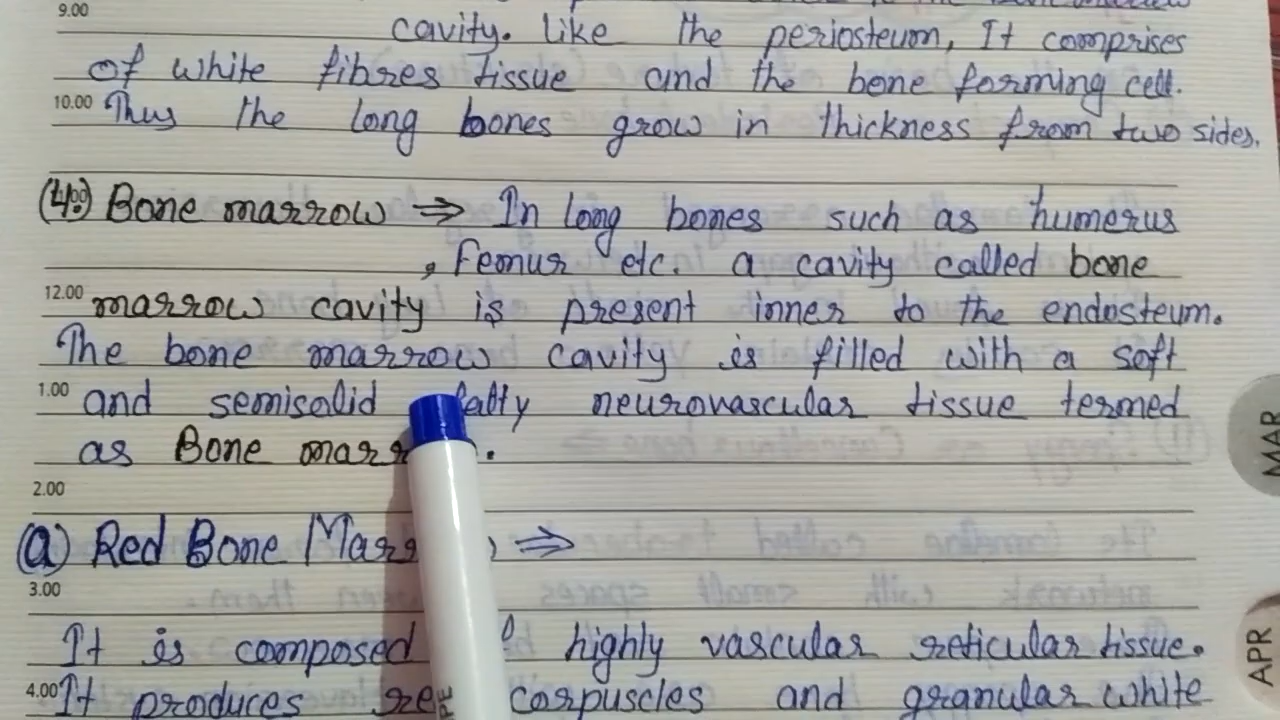 9.00
cavity. Like the periosteum, It comprises
of white fibres tissue and the bone forming cell.
10.00 Thus the long bones grow in thickness from two sides.
(4.) Bone marrow ⇒ In long bones such as humerus
, Femur etc. a cavity called bone
12.00 marrow cavity is present inner to the endosteum.
The bone marrow cavity is filled with a soft
1.00 and semisolid fatty neurovascular tissue termed
as Bone marr .
2.00
(a) Red Bone Marr ⇒
3.00
It is composed highly vascular reticular tissue.
4.00 It produces re corpuscles and granular white
MAR
APR